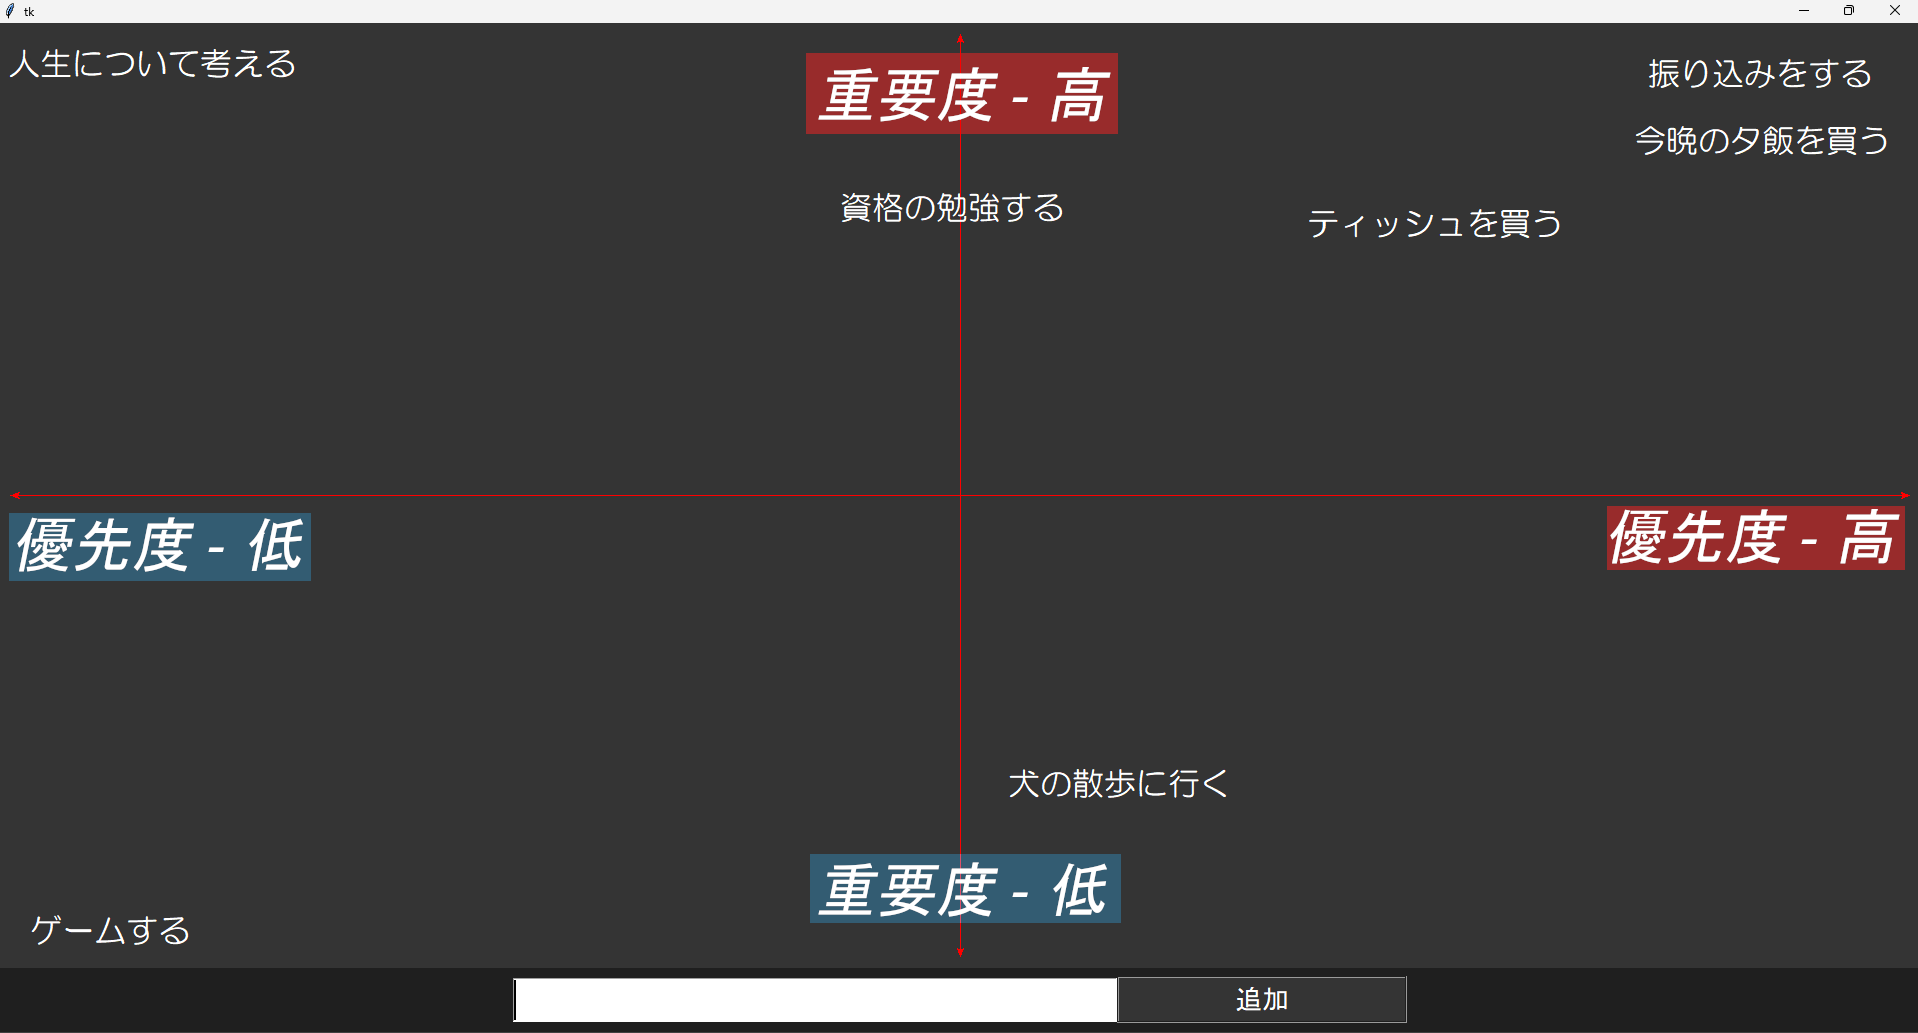 tk
人生について考える
重要度 - 高
振り込みをする
今晩の夕飯を買う
資格の勉強する
ティッシュを買う
優先度 - 低
優先度 - 高
犬の散歩に行く
重要度 - 低
ゲームする
追加